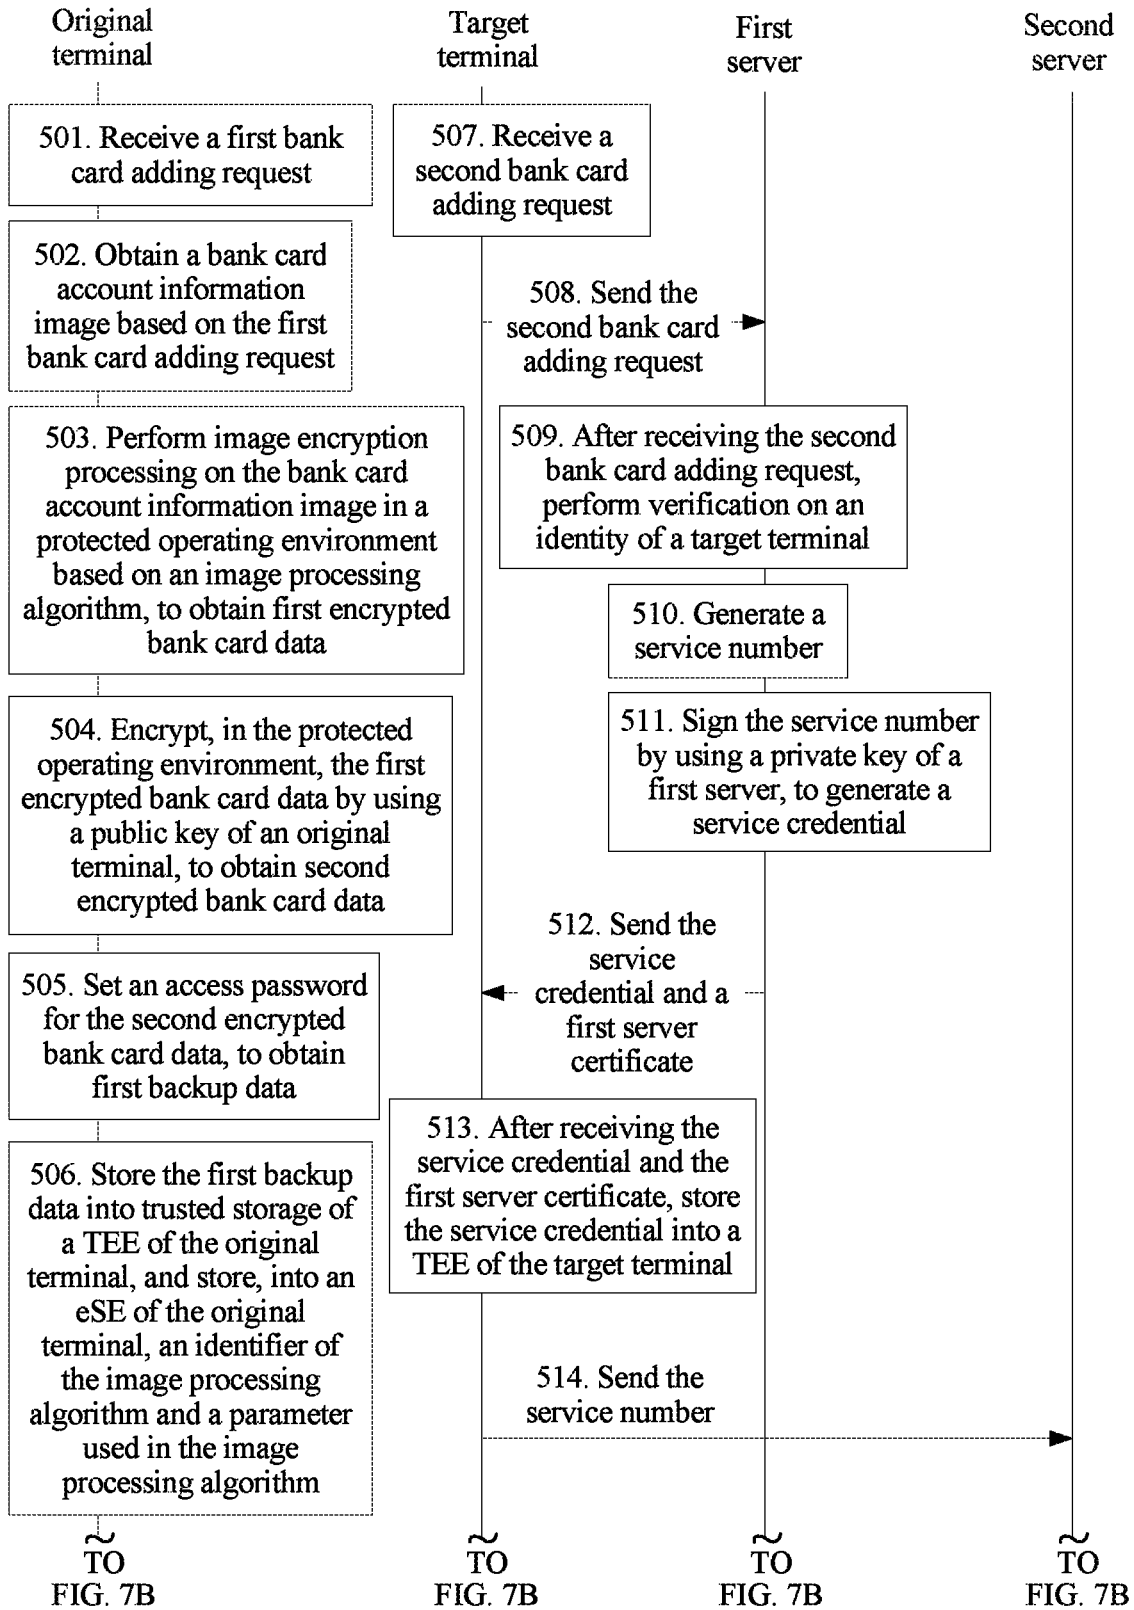 Original
terminal
Target
terminal
First
server
Second
server
501. Receive a first bank
card adding request
502. Obtain a bank card
account information
image based on the first
bank card adding request
503. Perform image encryption
processing on the bank card
account information image in a
protected operating environment
based on an image processing
algorithm, to obtain first encrypted
bank card data
504. Encrypt, in the protected
operating environment, the first
encrypted bank card data by using
a public key of an original
terminal, to obtain second
encrypted bank card data
505. Set an access password
for the second encrypted
bank card data, to obtain
first backup data
506. Store the first backup
data into trusted storage of
a TEE of the original
terminal, and store, into an
eSE of the original
terminal, an identifier of
the image processing
algorithm and a parameter
used in the image
processing algorithm
507. Receive a
second bank card
adding request
508. Send the
second bank card
adding request
509. After receiving the second
bank card adding request,
perform verification on an
identity of a target terminal
510. Generate a
service number
511. Sign the service number
by using a private key of a
first server, to generate a
service credential
512. Send the
service
credential and a
first server
certificate
513. After receiving the
service credential and the
first server certificate, store
the service credential into a
TEE of the target terminal
514. Send the
service number
TO
FIG. 7B
TO
FIG. 7B
TO
FIG. 7B
TO
FIG. 7B